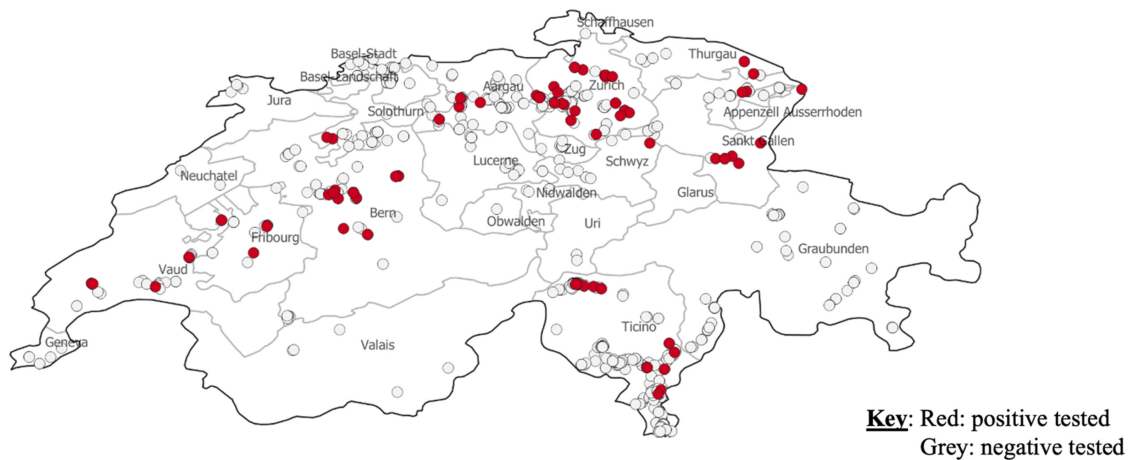 Schaffhausen
Thurgau
Basel-Stadt
Basel-Landschaft
Aargau
Zurich
Jura
Solothurn
Appenzell Ausserrhoden
Sankt Gallen
Zug
Lucerne
Schwyz
Neuchatel
Nidwalden
Glarus
Bern
Obwalden
Uri
Fribourg
Graubunden
Vaud
Ticino
Geneva
Valais
Key: Red: positive tested
Grey: negative tested